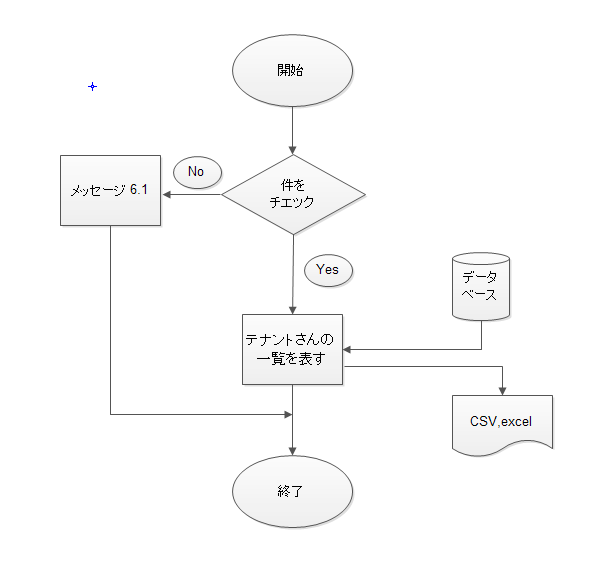 開始
件を
チエツク
No
メッセージ 6.1
Yes
データ
ベース
テナントさんの
一覧を表す
CSV,excel
終了